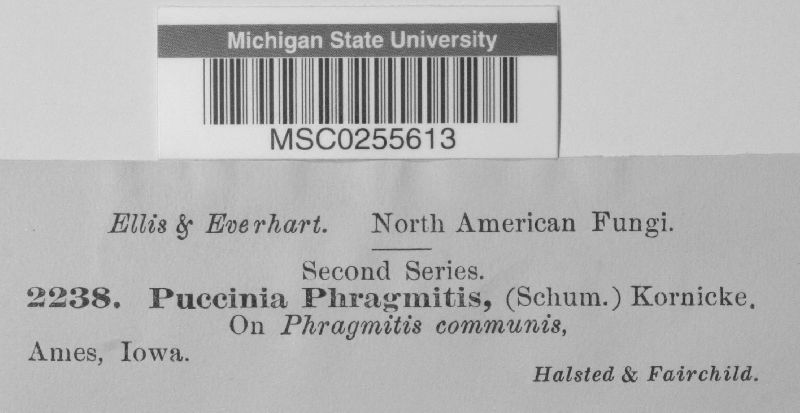 Michigan State University
MSC0255613
Ellis & Everhart. North American Fungi.
Second Series.
2238. Puccinia Phragmitis, (Schum.) Kornicke.
On Phragmitis communis,
Ames, Iowa.
Halsted & Fairchild.